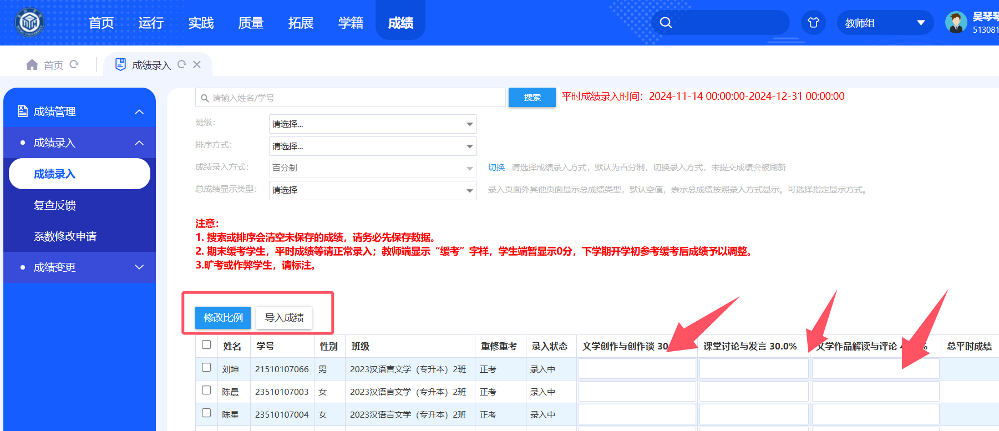 首页 运行 实践 质量 拓展 学籍 成绩 教师组 吴琴琴
513081
首页 成绩录入
成绩管理
成绩录入
成绩录入
复查反馈
系数修改申请
成绩变更
请输入姓名/学号 搜索 平时成绩录入时间：2024-11-14 00:00:00-2024-12-31 00:00:00
班级： 请选择...
排序方式： 请选择...
成绩录入方式： 百分制 切换 请选择成绩录入方式，默认为百分制，切换录入方式，未提交成绩会被刷新
总成绩显示类型： 请选择 录入页面外其他页面显示总成绩类型，默认空值，表示总成绩按照录入方式显示。可选择指定显示方式。
注意：
1. 搜索或排序会清空未保存的成绩，请务必先保存数据。
2. 期末缓考学生，平时成绩等请正常录入；教师端显示“缓考”字样，学生端暂显示0分，下学期开学初参考缓考后成绩予以调整。
3.旷考或作弊学生，请标注。
修改比例 导入成绩
姓名 学号 性别 班级 重修重考 录入状态 文学创作与创作谈 30 课堂讨论与发言 30.0% 文学作品解读与评论 % 总平时成绩
刘坤 21510107066 男 2023汉语言文学（专升本）2班 正考 录入中
陈晨 23510107003 女 2023汉语言文学（专升本）2班 正考 录入中
陈星 23510107004 女 2023汉语言文学（专升本）2班 正考 录入中